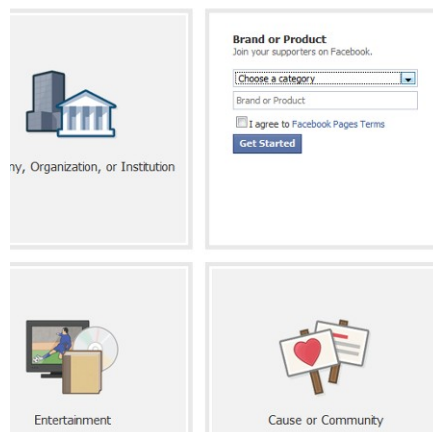 Brand or Product
Join your supporters on Facebook.
Choose a category
Brand or Product
I agree to Facebook Pages Terms
Get Started
ny, Organization, or Institution
Entertainment
Cause or Community